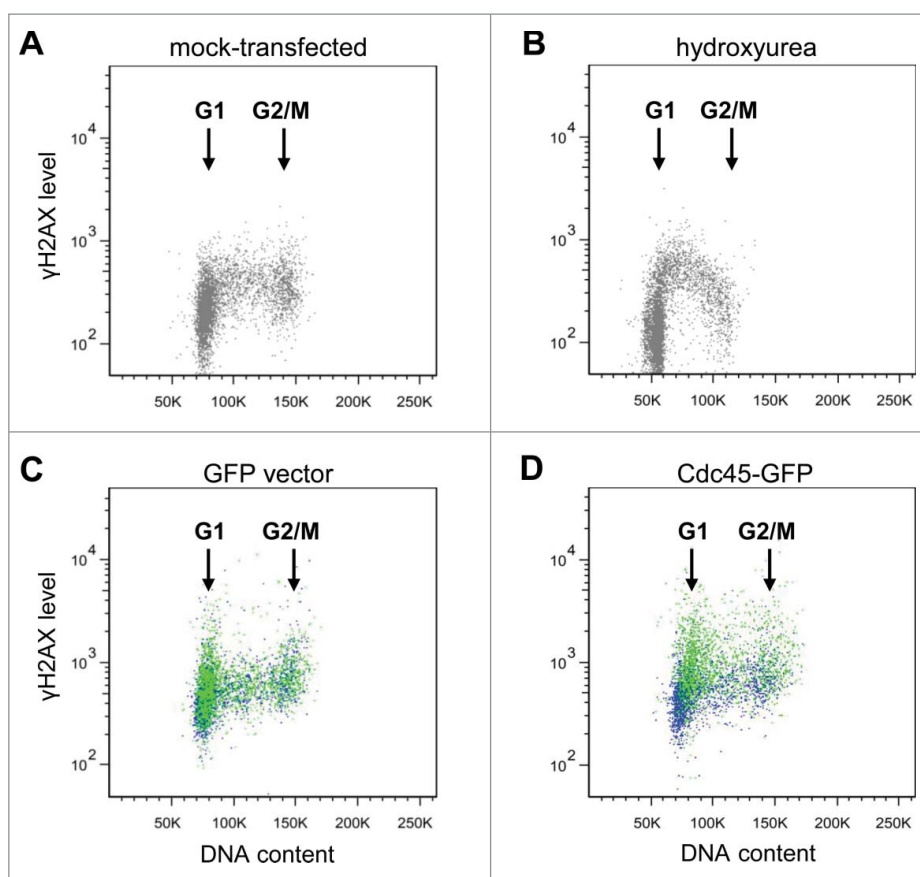 A
mock-transfected
G1 G2/M
γH2AX level
10^4
10^3
10^2
50K 100K 150K 200K 250K
B
hydroxyurea
G1 G2/M
10^4
10^3
10^2
50K 100K 150K 200K 250K
C
GFP vector
G1 G2/M
γH2AX level
10^4
10^3
10^2
50K 100K 150K 200K 250K
DNA content
D
Cdc45-GFP
G1 G2/M
10^4
10^3
10^2
50K 100K 150K 200K 250K
DNA content